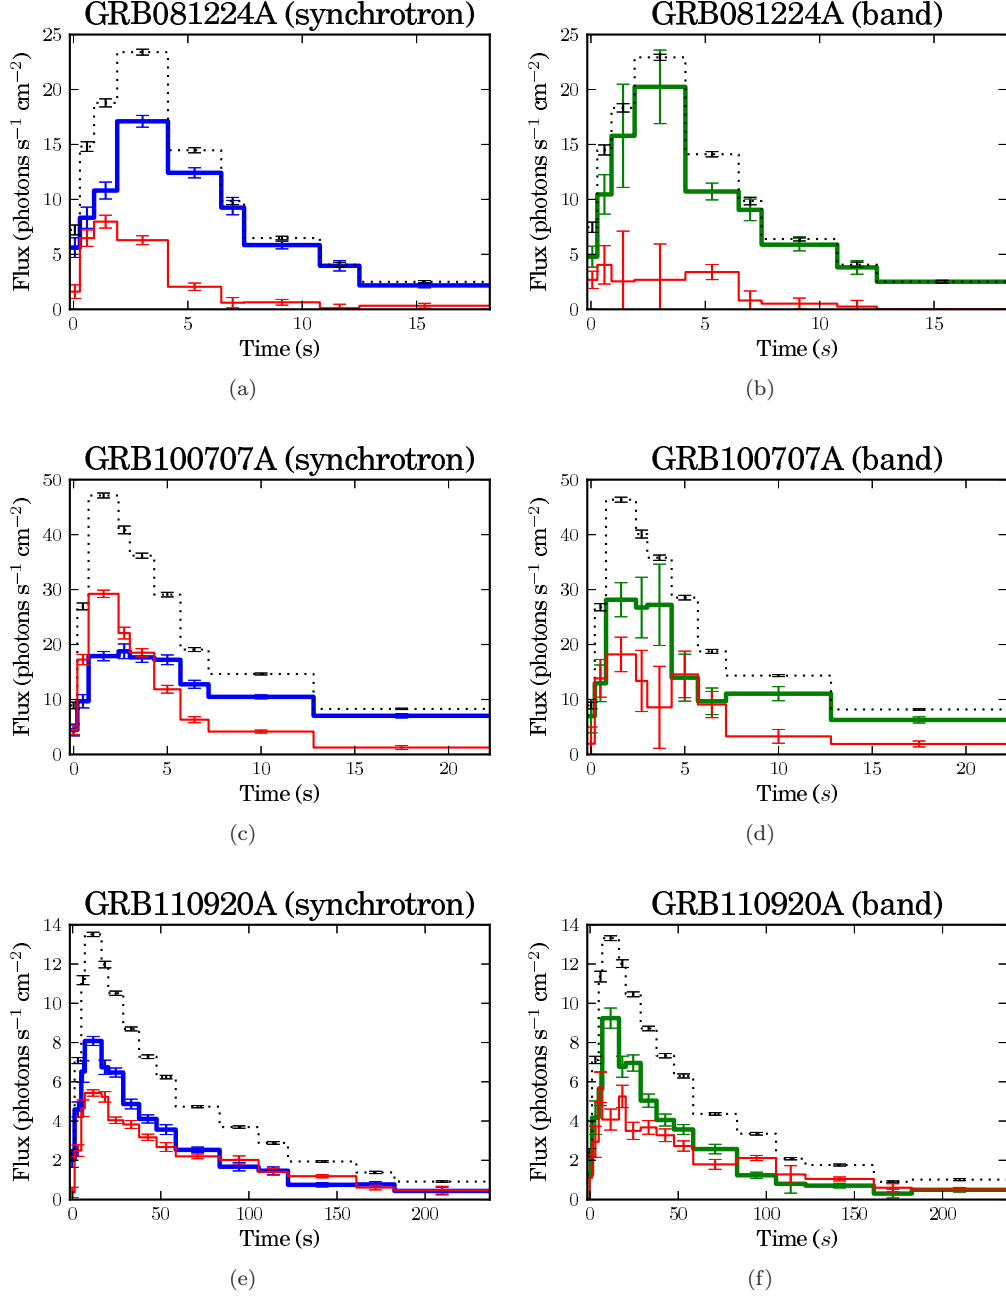 GRB081224A (synchrotron)
GRB081224A (band)
Flux (photons s⁻¹ cm⁻²)
25
20
15
10
5
0
0 5 10 15
Time (s)
(a)
Flux (photons s⁻¹ cm⁻²)
25
20
15
10
5
0
0 5 10 15
Time (s)
(b)
GRB100707A (synchrotron)
GRB100707A (band)
Flux (photons s⁻¹ cm⁻²)
50
40
30
20
10
0
0 5 10 15 20
Time (s)
(c)
Flux (photons s⁻¹ cm⁻²)
50
40
30
20
10
0
0 5 10 15 20
Time (s)
(d)
GRB110920A (synchrotron)
GRB110920A (band)
Flux (photons s⁻¹ cm⁻²)
14
12
10
8
6
4
2
0
0 50 100 150 200
Time (s)
(e)
Flux (photons s⁻¹ cm⁻²)
14
12
10
8
6
4
2
0
0 50 100 150 200
Time (s)
(f)